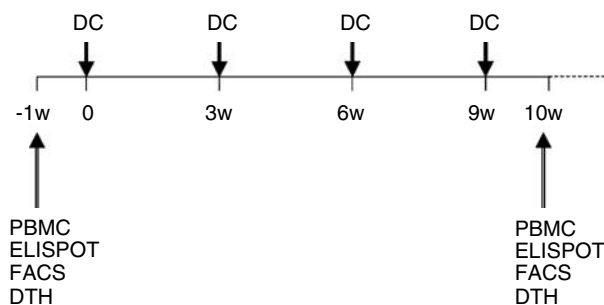 DC DC DC DC
-1w 0 3w 6w 9w 10w
PBMC PBMC
ELISPOT ELISPOT
FACS FACS
DTH DTH